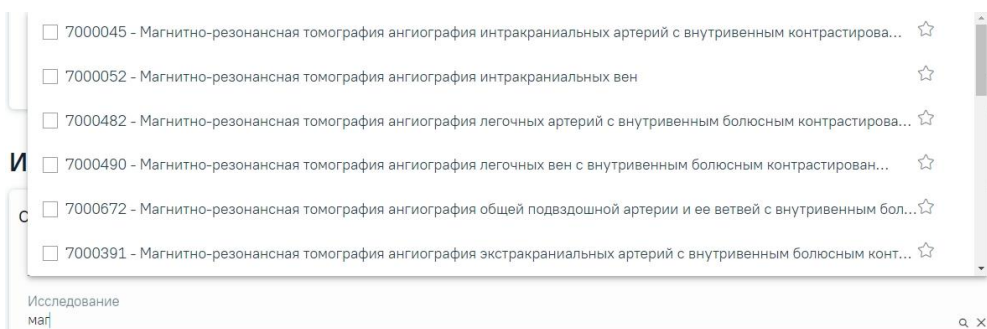 7000045 - Магнитно-резонансная томография ангиография интракраниальных артерий с внутривенным контрастирова...
7000052 - Магнитно-резонансная томография ангиография интракраниальных вен
7000482 - Магнитно-резонансная томография ангиография легочных артерий с внутривенным болюсным контрастирова...
7000490 - Магнитно-резонансная томография ангиография легочных вен с внутривенным болюсным контрастирован...
И
7000672 - Магнитно-резонансная томография ангиография общей подвздошной артерии и ее ветвей с внутривенным бол...
С
7000391 - Магнитно-резонансная томография ангиография экстракраниальных артерий с внутривенным болюсным конт...
Исследование
маг